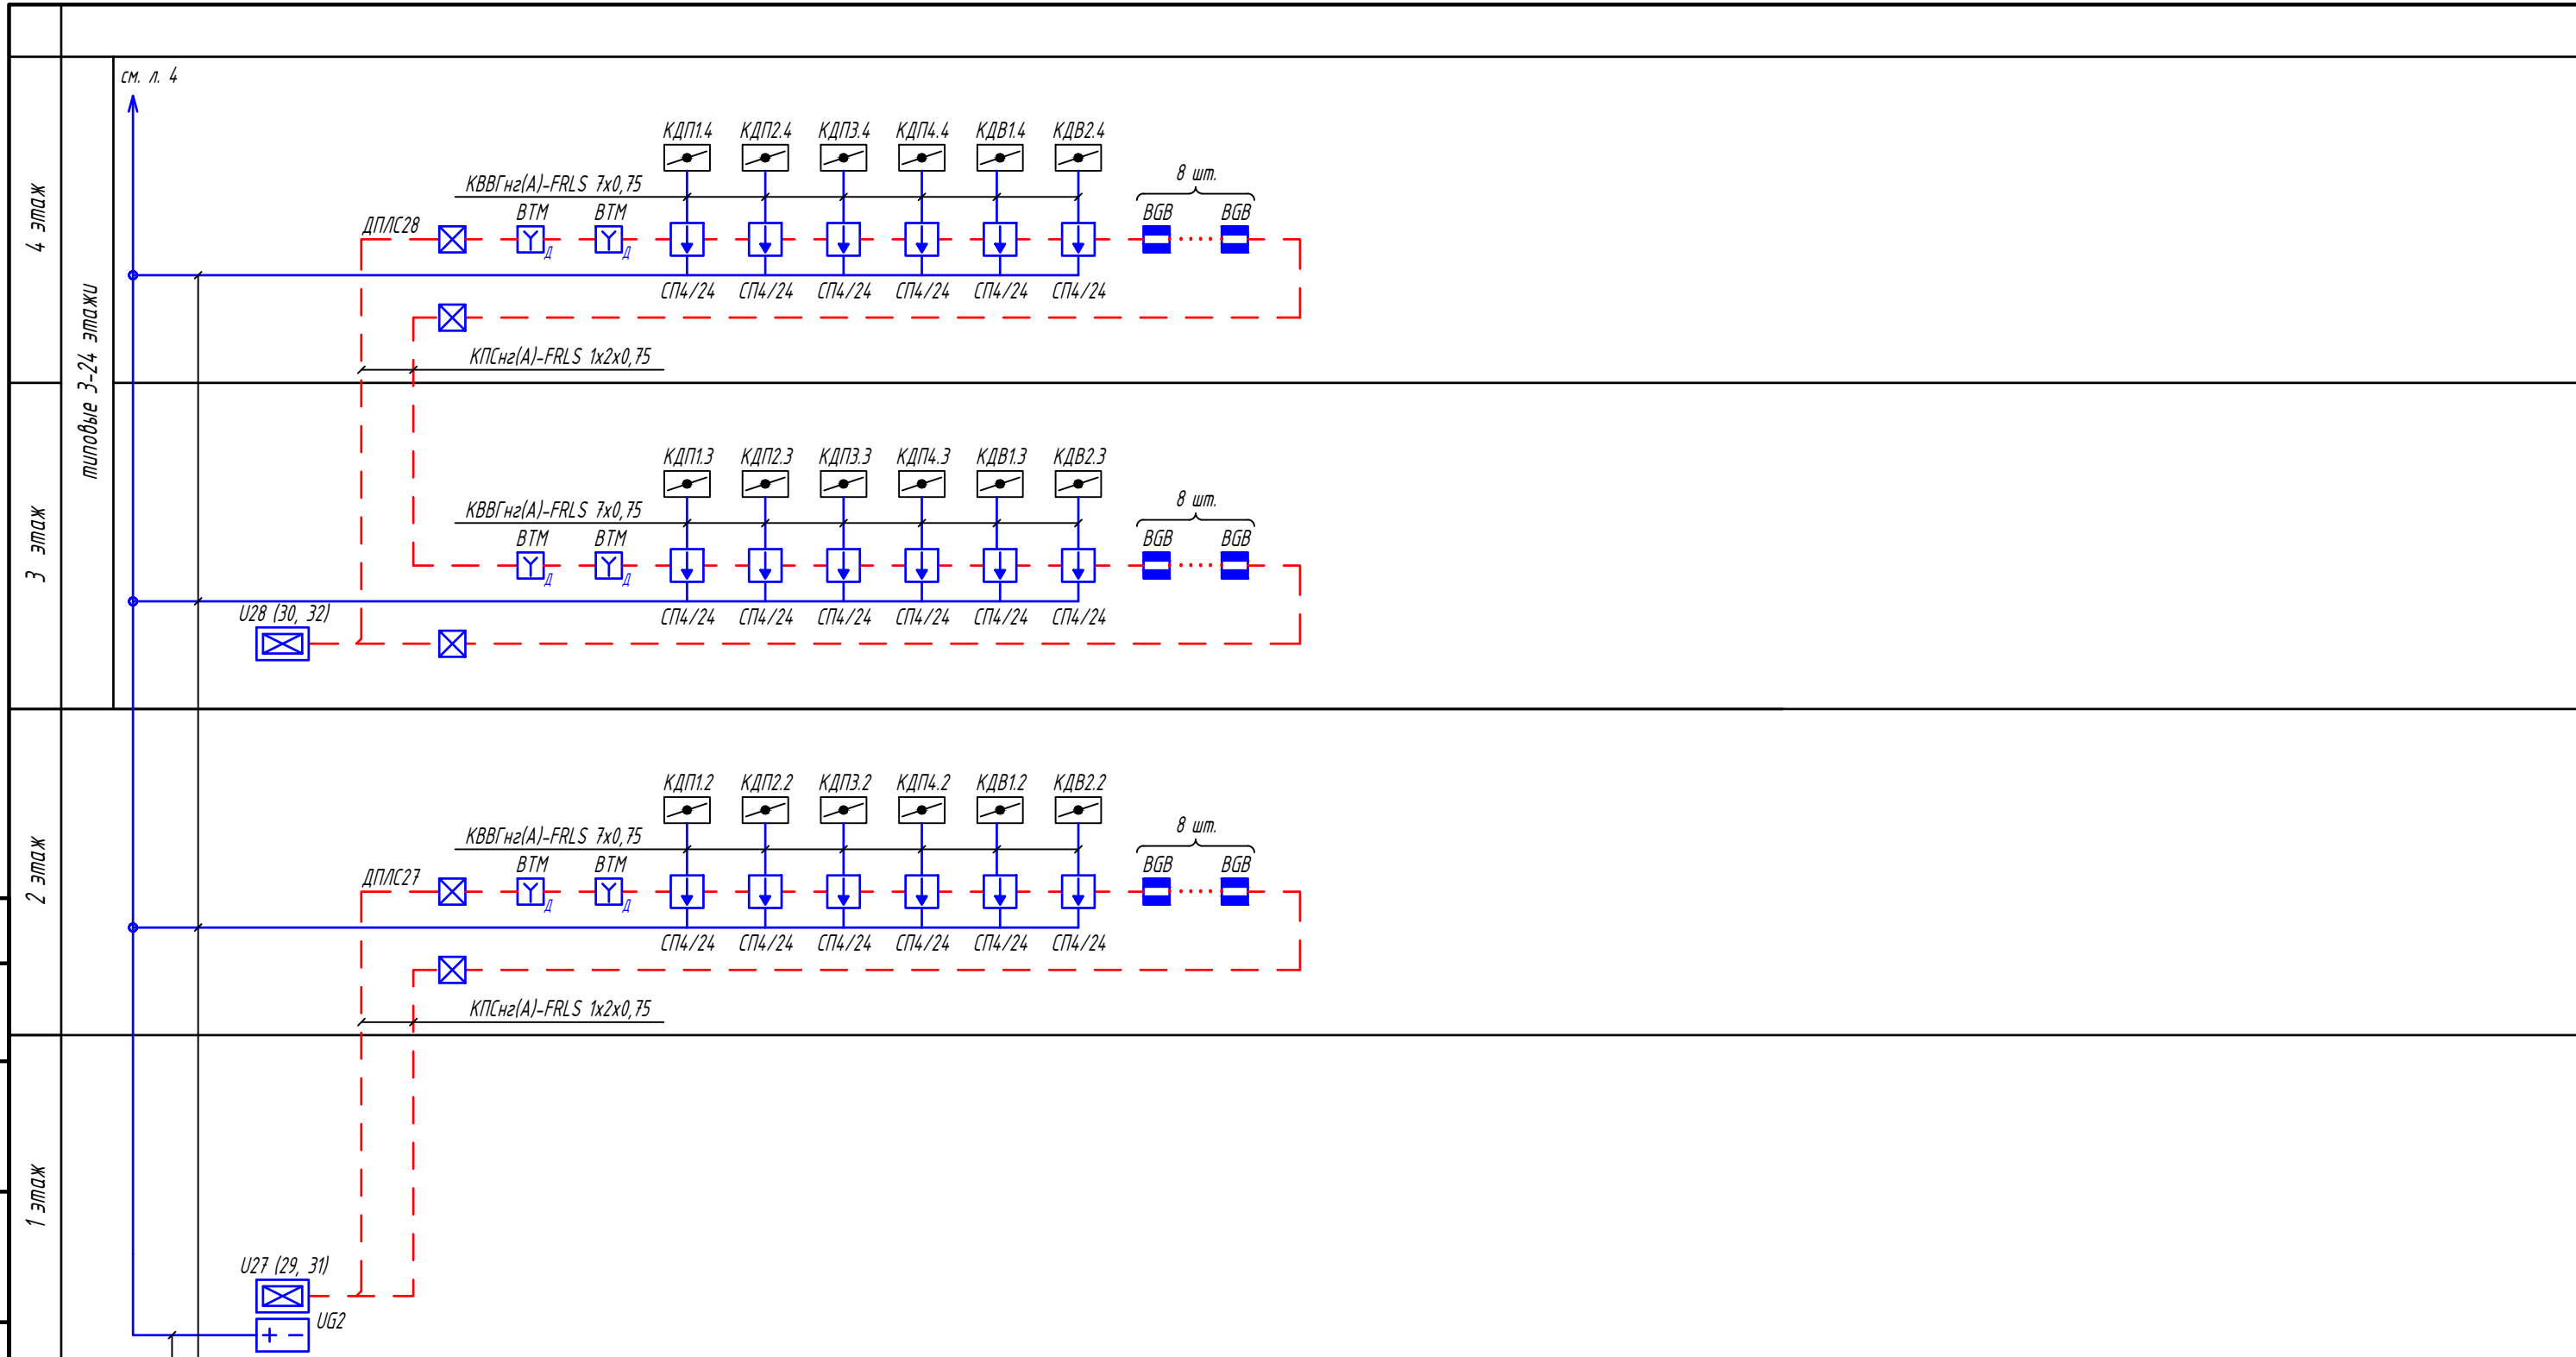 см. л. 4
4 этаж
типовые 3-24 этажи
КДП1.4 КДП2.4 КДП3.4 КДП4.4 КДВ1.4 КДВ2.4
8 шт.
КВВГнг(А)-FRLS 7х0,75
ДПЛС28 ВТМ ВТМ BGB BGB
Д Д
СП4/24 СП4/24 СП4/24 СП4/24 СП4/24 СП4/24
КПСнг(А)-FRLS 1х2х0,75
3 этаж
КДП1.3 КДП2.3 КДП3.3 КДП4.3 КДВ1.3 КДВ2.3
8 шт.
КВВГнг(А)-FRLS 7х0,75
ВТМ ВТМ BGB BGB
Д Д
U28 (30, 32) СП4/24 СП4/24 СП4/24 СП4/24 СП4/24 СП4/24
2 этаж
КДП1.2 КДП2.2 КДП3.2 КДП4.2 КДВ1.2 КДВ2.2
8 шт.
КВВГнг(А)-FRLS 7х0,75
ДПЛС27 ВТМ ВТМ BGB BGB
Д Д
СП4/24 СП4/24 СП4/24 СП4/24 СП4/24 СП4/24
КПСнг(А)-FRLS 1х2х0,75
1 этаж
U27 (29, 31)
UG2
+ −